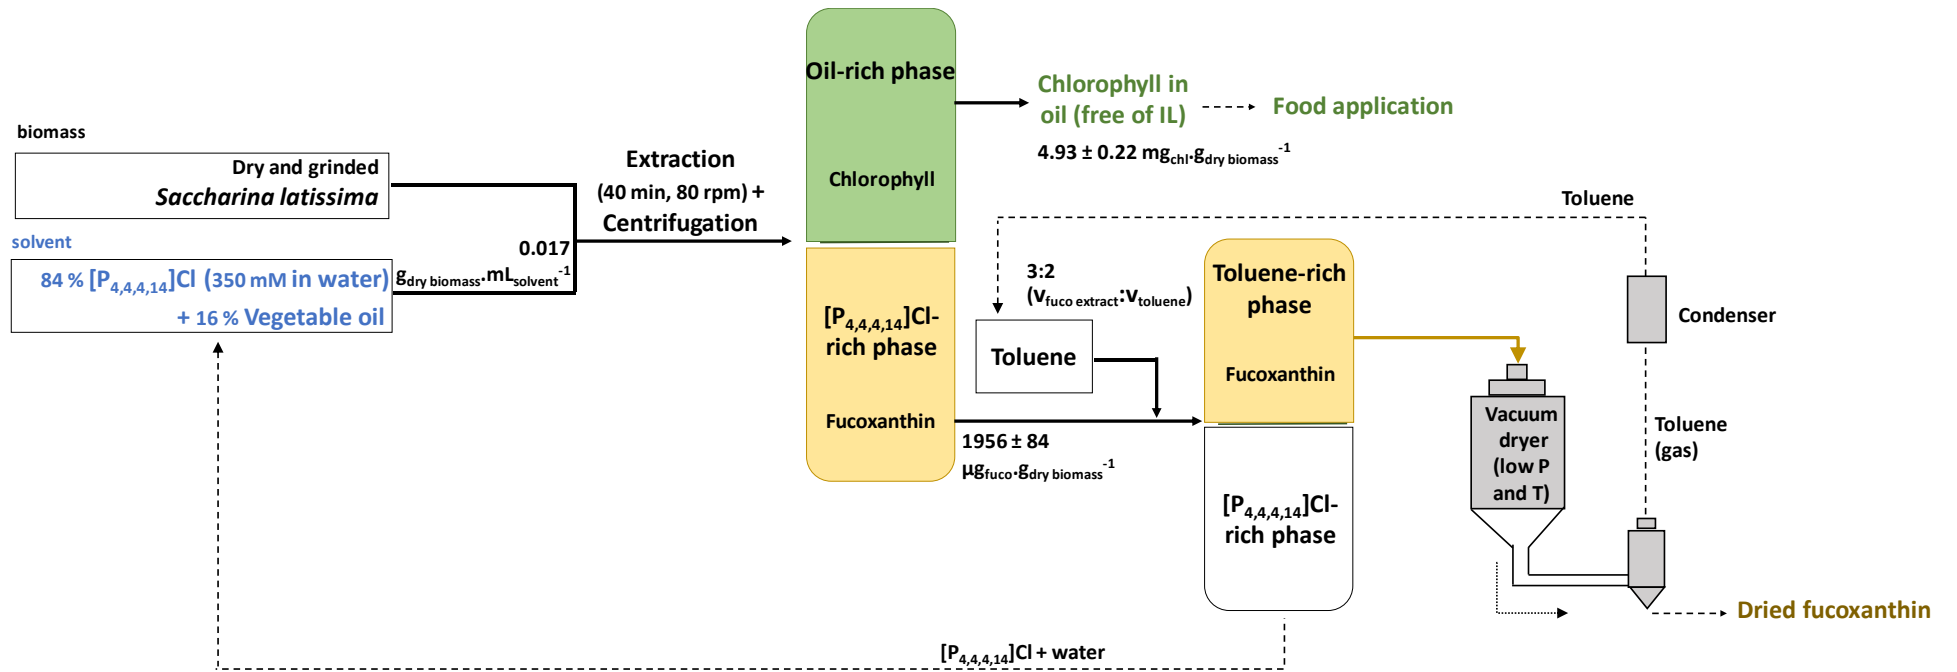 biomass
Dry and grinded
Saccharina latissima
solvent
84 % [P4,4,4,14]Cl (350 mM in water)
+ 16 % Vegetable oil
0.017
gdry biomass.mLsolvent-1
Extraction
(40 min, 80 rpm) +
Centrifugation
Oil-rich phase
Chlorophyll
[P4,4,4,14]Cl-
rich phase
Fucoxanthin
Chlorophyll in
oil (free of IL)
4.93 ± 0.22 mgchl.gdry biomass-1
Food application
1956 ± 84
µgfuco.gdry biomass-1
3:2
(vfuco extract:vtoluene)
Toluene
Toluene-rich
phase
Fucoxanthin
[P4,4,4,14]Cl-
rich phase
Toluene
Condenser
Toluene
(gas)
Vacuum
dryer
(low P
and T)
Dried fucoxanthin
[P4,4,4,14]Cl + water